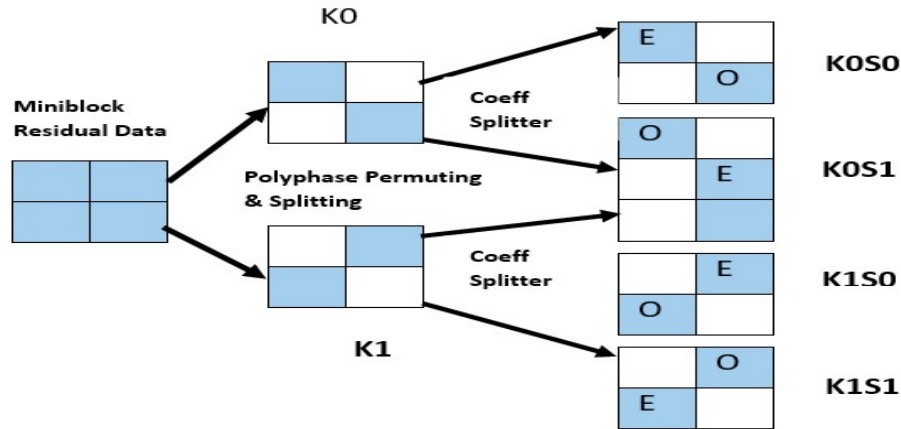 K0
E
K0S0
O
Miniblock
Residual Data
Coeff
Splitter
O
K0S1
E
Polyphase Permuting
& Splitting
Coeff
Splitter
E
K1S0
O
K1
O
K1S1
E